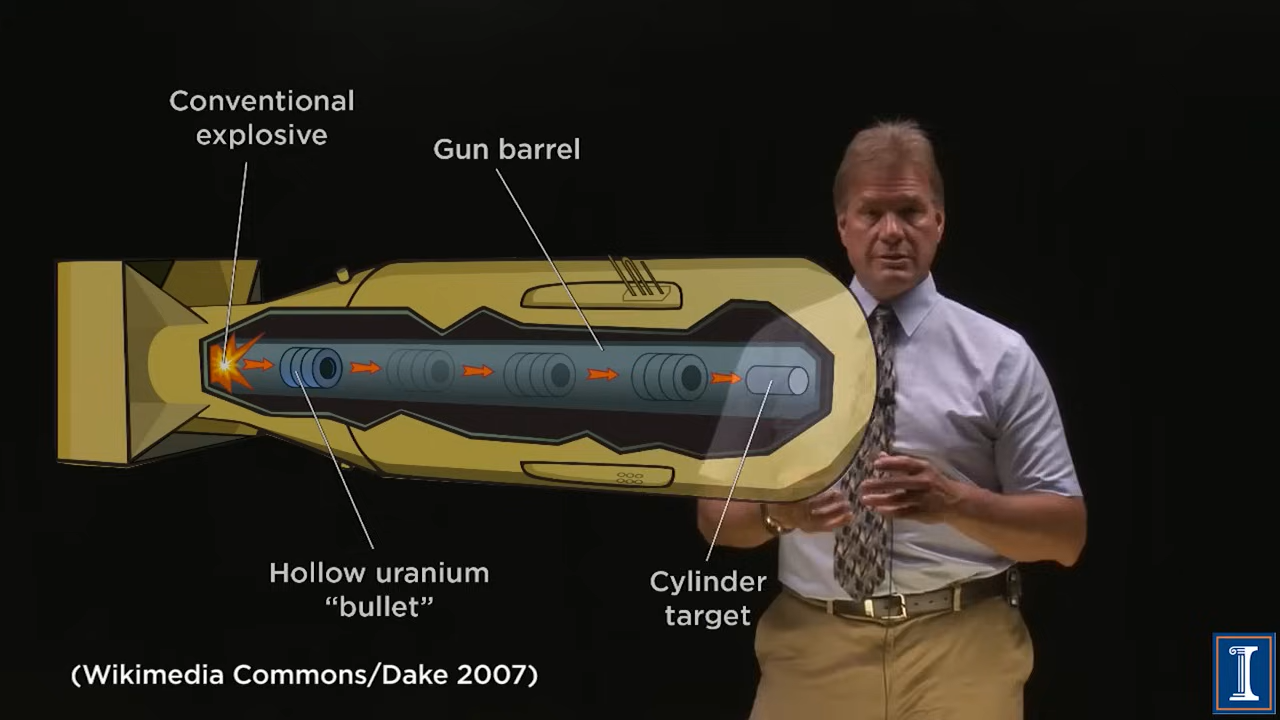 Conventional
explosive
Gun barrel
Hollow uranium
“bullet”
Cylinder
target
(Wikimedia Commons/Dake 2007)
I